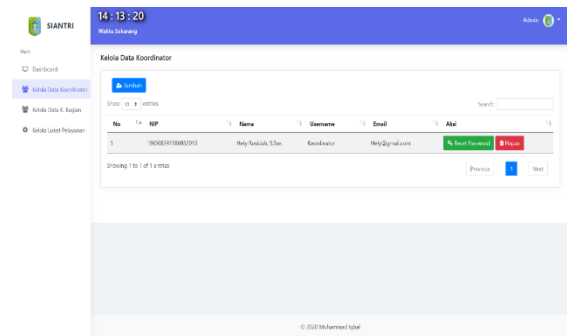 SIANTRI
14 : 13 : 20
Waktu Sekarang
Admin
Main
Dashboard
Kelola Data Koordinator
Kelola Data K. Bagian
Kelola Loket Pelayanan
Kelola Data Koordinator
Tambah
Show 10 entries
Search:
No NIP Nama Username Email Aksi
1 Hety S.Sos Koordinator Hety@gmail.com Reset Password Hapus
Showing 1 to 1 of 1 entries
Previous 1 Next
© 2020 Mohammad Iqbal